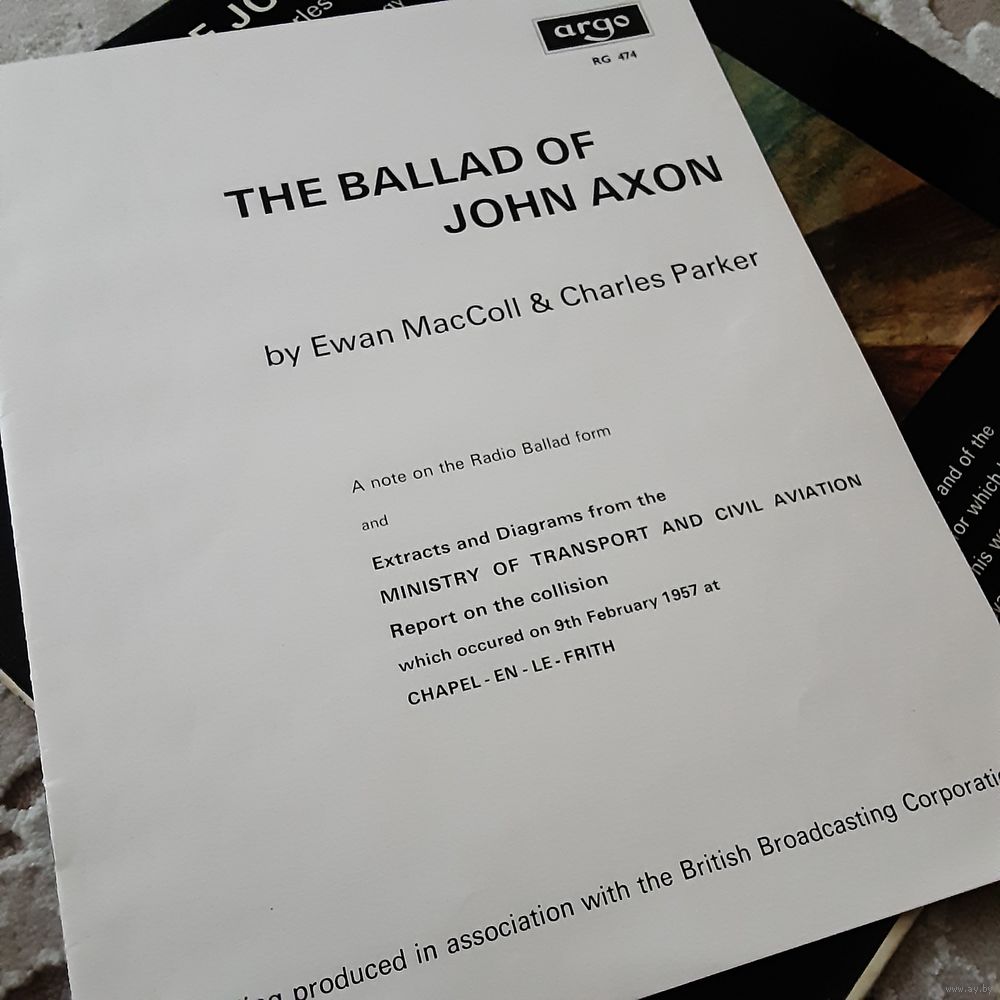 argo
RG 474
THE BALLAD OF
JOHN AXON
by Ewan MacColl & Charles Parker
A note on the Radio Ballad form
and
Extracts and Diagrams from the
MINISTRY OF TRANSPORT AND CIVIL AVIATION
Report on the collision
which occured on 9th February 1957 at
CHAPEL - EN - LE - FRITH
produced in association with the British Broadcasting
and of the
which
www.ay.by